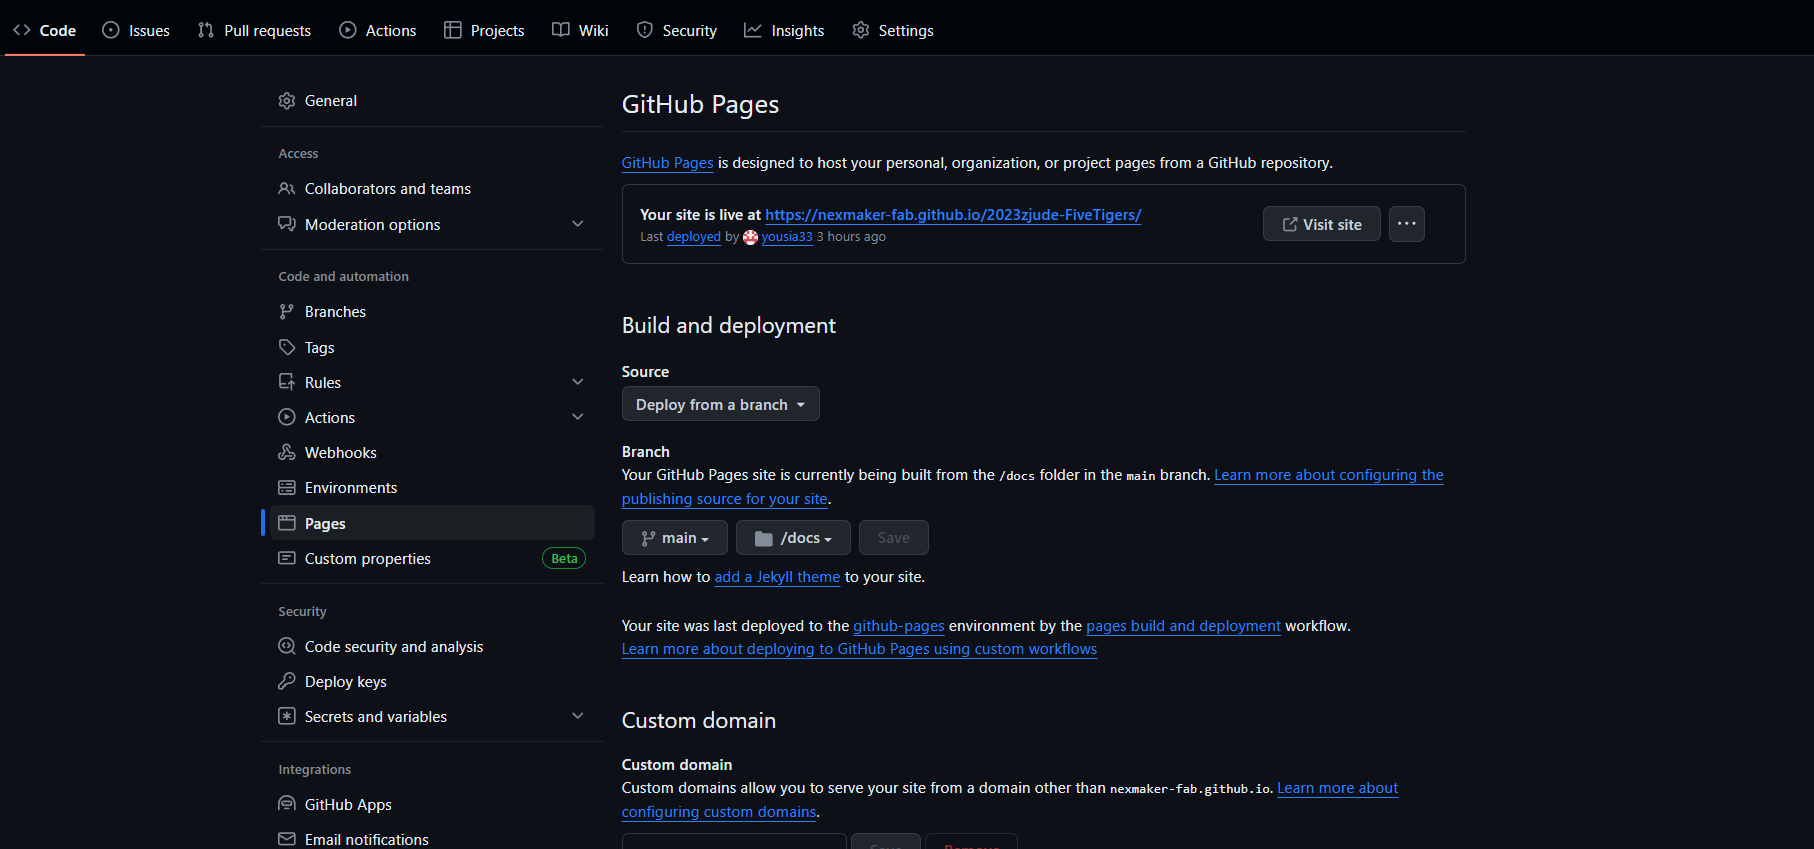 Code
Issues
Pull requests
Actions
Projects
Wiki
Security
Insights
Settings
General
Access
Collaborators and teams
Moderation options
Code and automation
Branches
Tags
Rules
Actions
Webhooks
Environments
Pages
Custom properties
Beta
Security
Code security and analysis
Deploy keys
Secrets and variables
Integrations
GitHub Apps
Email notifications
GitHub Pages
GitHub Pages is designed to host your personal, organization, or project pages from a GitHub repository.
Your site is live at https://nexmaker-fab.github.io/2023zjude-FiveTigers/
Last deployed by yousia33 3 hours ago
Visit site
Build and deployment
Source
Deploy from a branch
Branch
Your GitHub Pages site is currently being built from the /docs folder in the main branch. Learn more about configuring the
publishing source for your site.
main
/docs
Save
Learn how to add a Jekyll theme to your site.
Your site was last deployed to the github-pages environment by the pages build and deployment workflow.
Learn more about deploying to GitHub Pages using custom workflows
Custom domain
Custom domain
Custom domains allow you to serve your site from a domain other than nexmaker-fab.github.io. Learn more about
configuring custom domains.